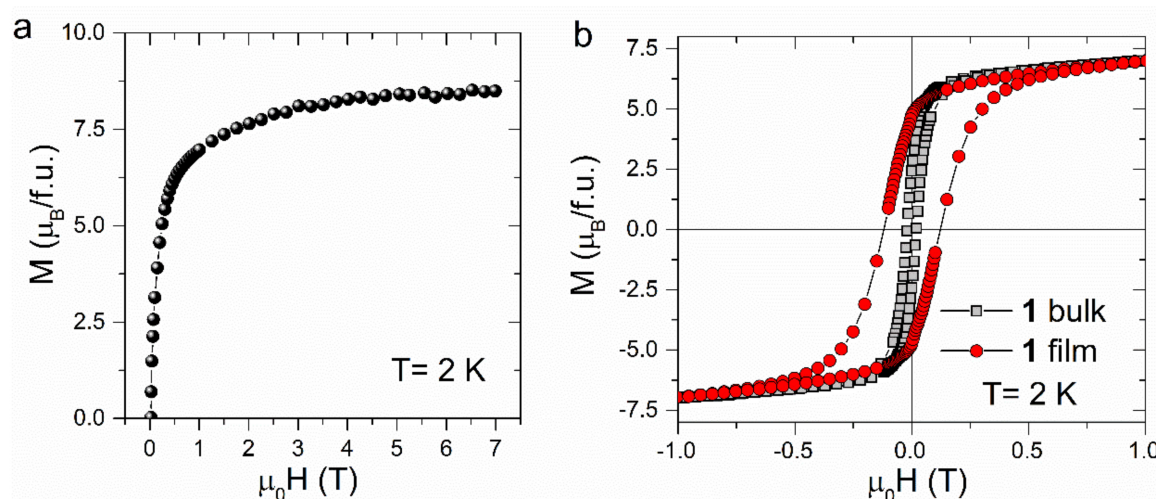 a
10.0
7.5
5.0
2.5
0.0
M (μB/f.u.)
T= 2 K
0 1 2 3 4 5 6 7
μ0H (T)
b
7.5
5.0
2.5
0.0
-2.5
-5.0
-7.5
M (μB/f.u.)
1 bulk
1 film
T= 2 K
-1.0 -0.5 0.0 0.5 1.0
μ0H (T)